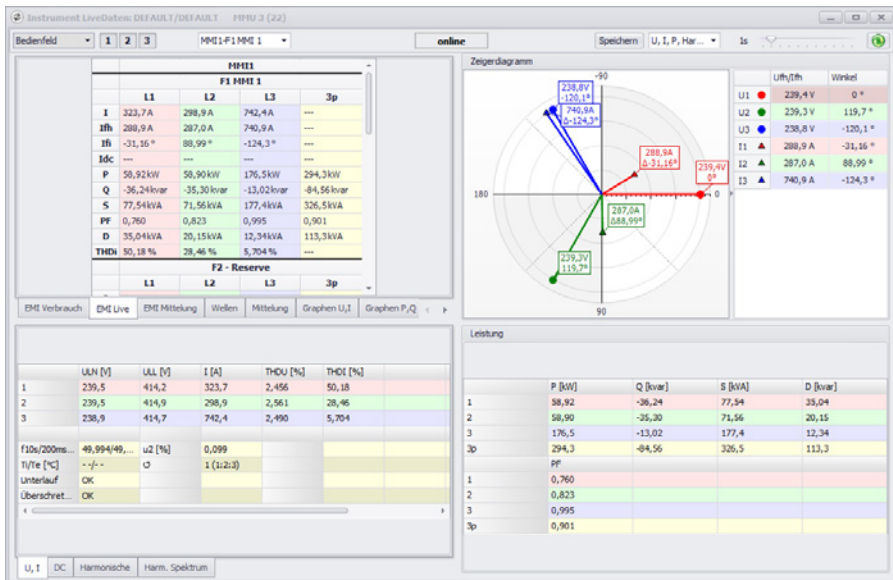 Instrument LiveDaten: DEFAULT/DEFAULT MMU 3 (22)
Bedienfeld 1 2 3 MMI1-F1 MMI 1 online Speichern U, I, P, Har... 1s
MMI1
F1 MMI 1
L1 L2 L3 3p
I 323,7 A 298,9 A 742,4 A ---
Ifh 288,9 A 287,0 A 740,9 A ---
Ifi -31,16 ° 88,99 ° -124,3 ° ---
Idc --- --- --- ---
P 58,92 kW 58,90 kW 176,5 kW 294,3 kW
Q -36,24 kvar -35,30 kvar -13,02 kvar -84,56 kvar
S 77,54 kVA 71,56 kVA 177,4 kVA 326,5 kVA
PF 0,760 0,823 0,995 0,901
D 35,04 kVA 20,15 kVA 12,34 kVA 113,3 kVA
THDi 50,18 % 28,46 % 5,704 % ---
F2 - Reserve
L1 L2 L3 3p
EMI Verbrauch EMI Live EMI Mittelung Wellen Mittelung Graphen U,I Graphen P,Q
Zeigerdiagramm
-90
238,8V
-120,1°
740,9A
Δ-124,3°
288,9A
Δ-31,16°
239,4V
0°
180
0
287,0A
Δ88,99°
239,3V
119,7°
90
Ufh/Ifh Winkel
U1 239,4 V 0 °
U2 239,3 V 119,7 °
U3 238,8 V -120,1 °
I1 288,9 A -31,16 °
I2 287,0 A 88,99 °
I3 740,9 A -124,3 °
ULN [V] ULL [V] I [A] THDU [%] THDI [%]
1 239,5 414,2 323,7 2,456 50,18
2 239,5 414,9 298,9 2,561 28,46
3 238,9 414,7 742,4 2,490 5,704
f10s/200ms... 49,994/49,... u2 [%] 0,099
Ti/Te [°C] --/-- ↺ 1 (1:2:3)
Unterlauf OK
Überschret... OK
U, I DC Harmonische Harm. Spektrum
Leistung
P [kW] Q [kvar] S [kVA] D [kvar]
1 58,92 -36,24 77,54 35,04
2 58,90 -35,30 71,56 20,15
3 176,5 -13,02 177,4 12,34
3p 294,3 -84,56 326,5 113,3
PF
1 0,760
2 0,823
3 0,995
3p 0,901